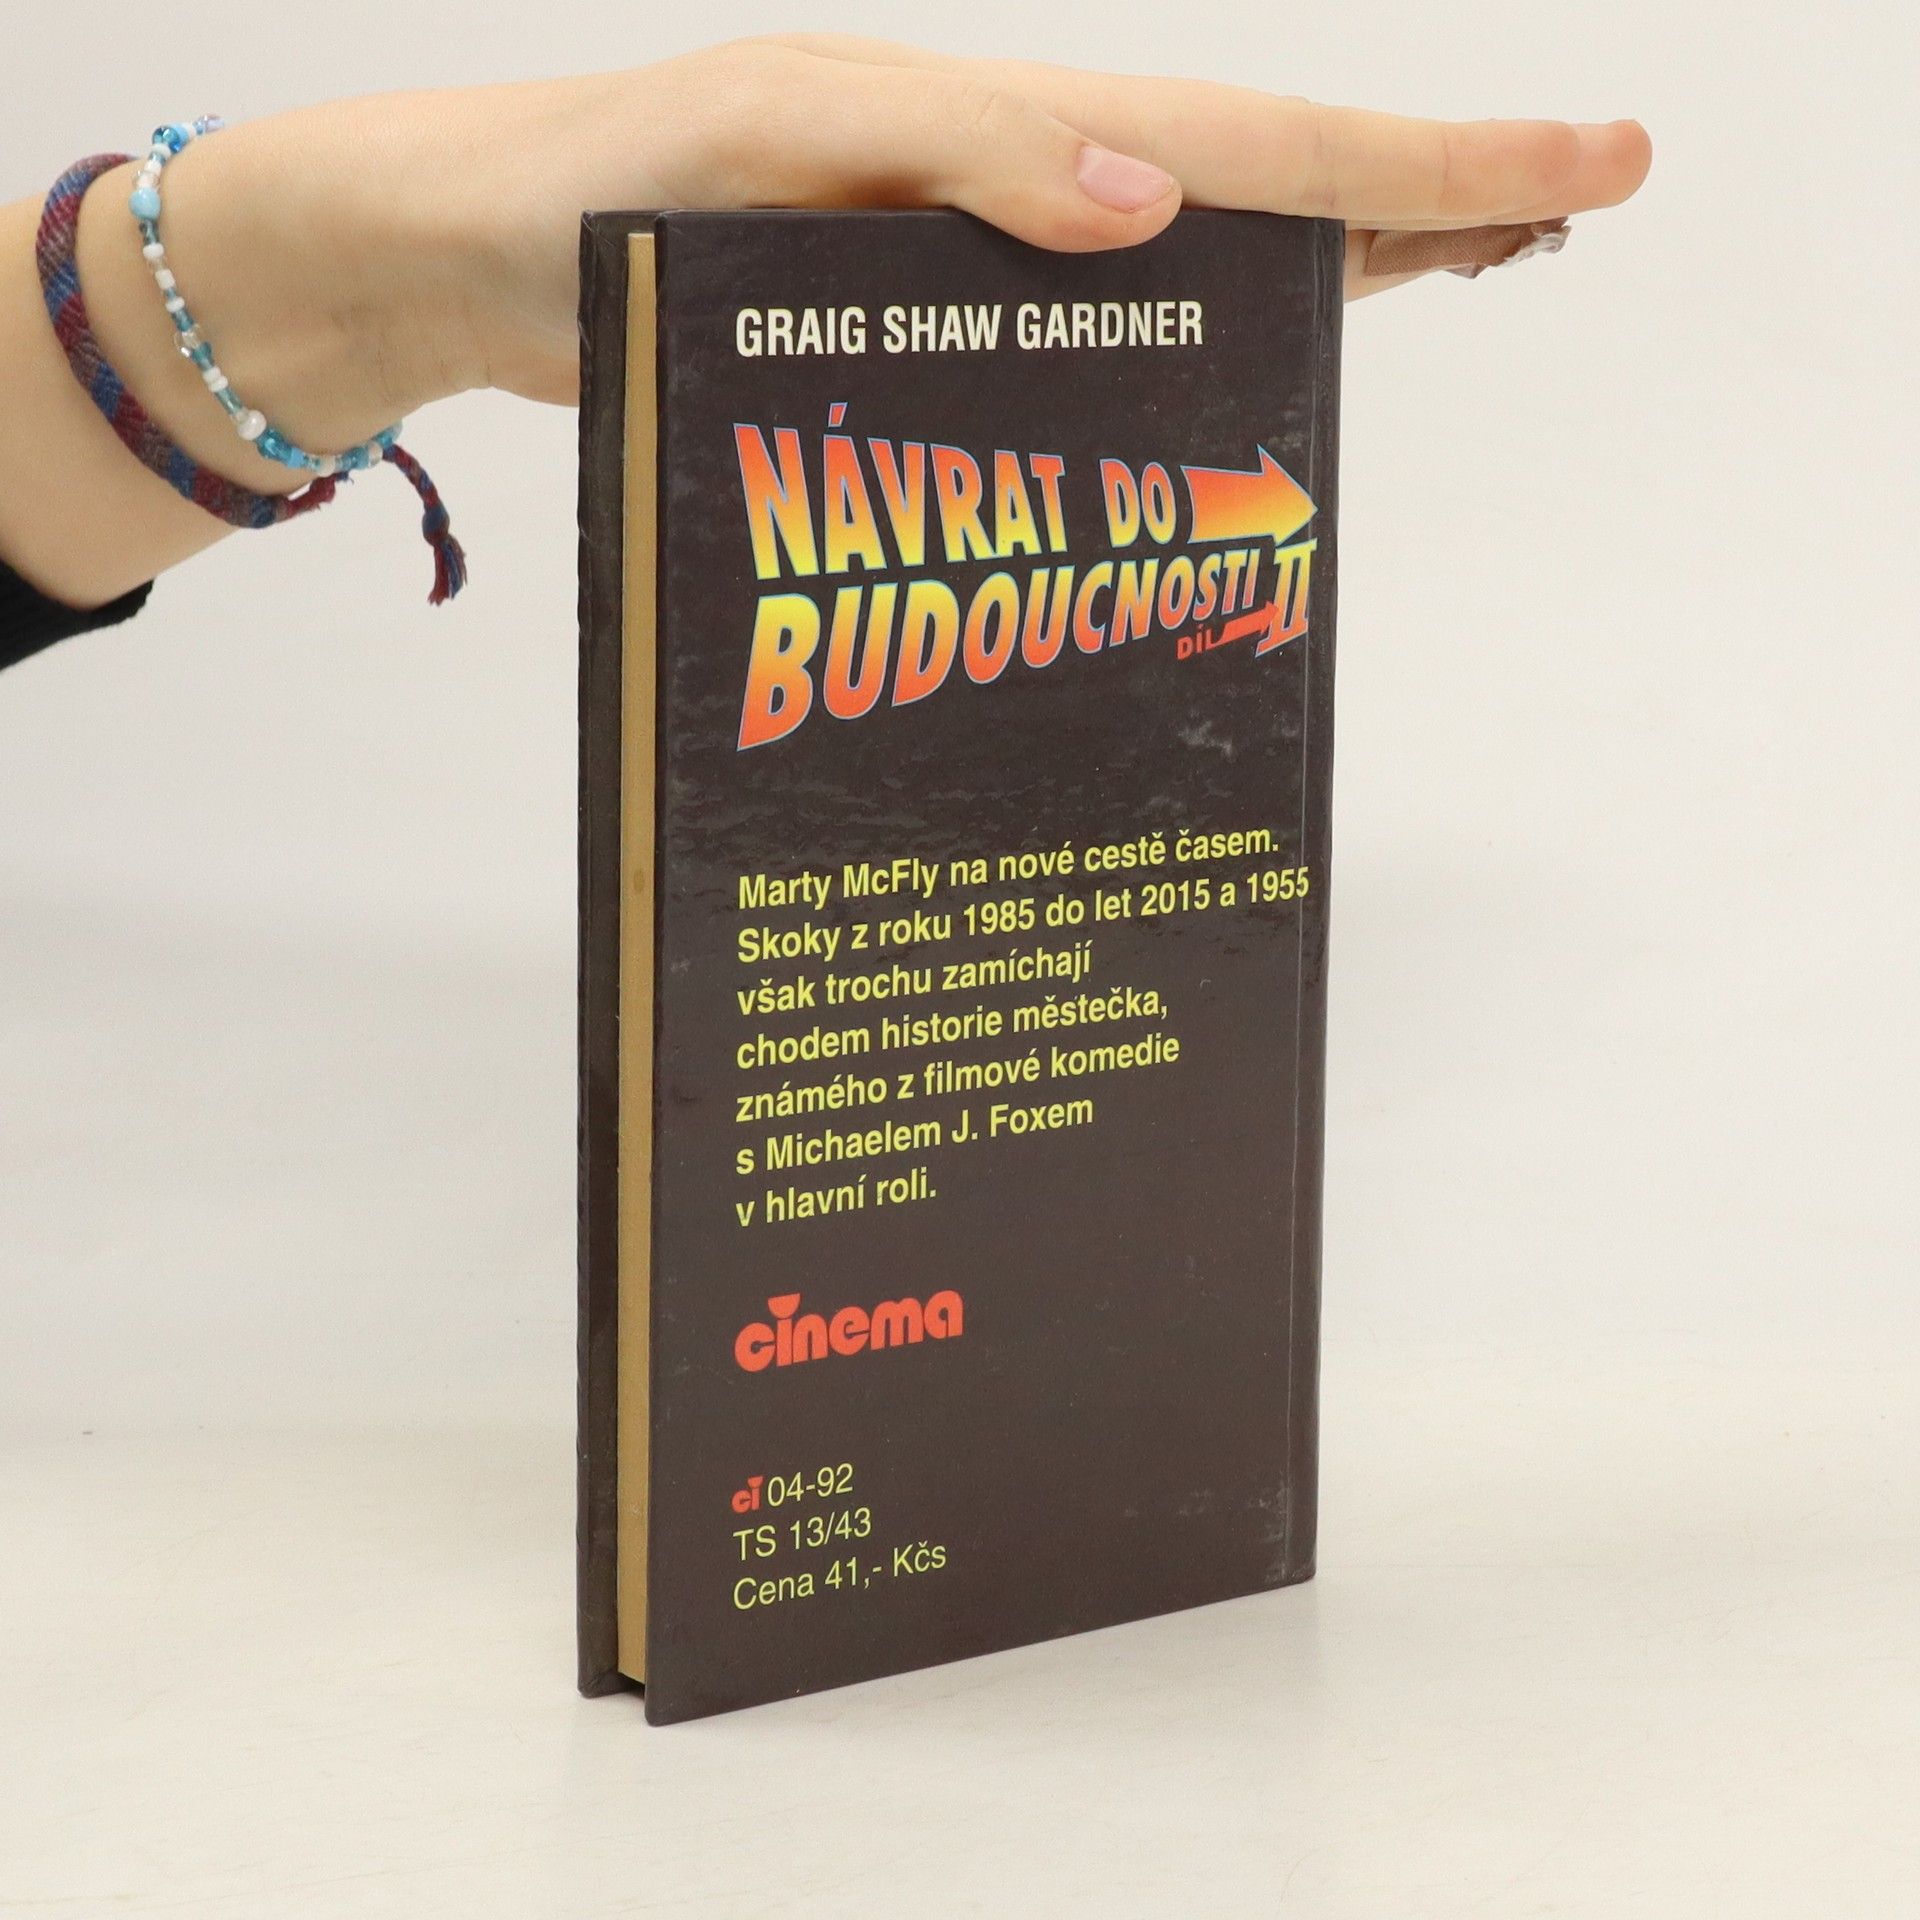 GRAIG SHAW GARDNER
NÁVRAT DO
BUDOUCNOSTI II
DÍL
Marty McFly na nové cestě časem.
Skoky z roku 1985 do let 2015 a 1955
však trochu zamíchají
chodem historie městečka,
známého z filmové komedie
s Michaelem J. Foxem
v hlavní roli.
cinema
ci 04-92
TS 13/43
Cena 41,- Kčs